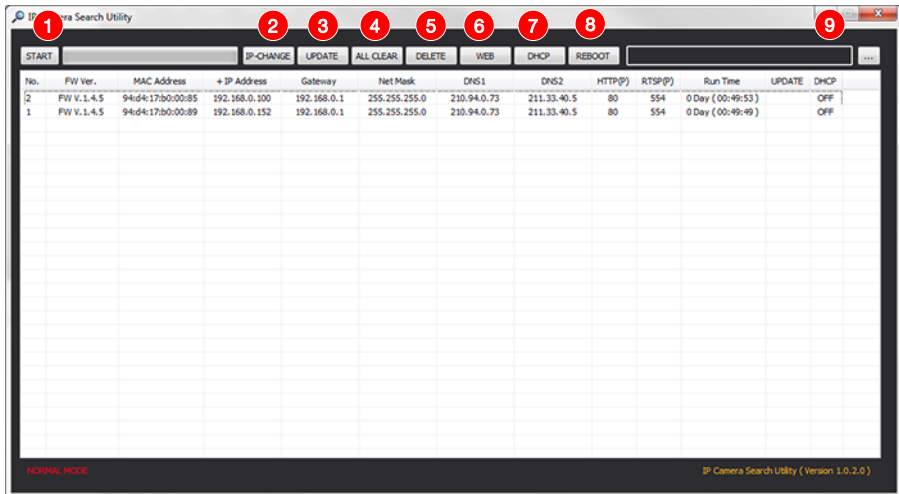 1 2 3 4 5 6 7 8 9
IP Camera Search Utility
START IP-CHANGE UPDATE ALL CLEAR DELETE WEB DHCP REBOOT ...
No. FW Ver. MAC Address + IP Address Gateway Net Mask DNS1 DNS2 HTTP(P) RTSP(P) Run Time UPDATE DHCP
2 FW V.1.4.5 94:d4:17:b0:00:85 192.168.0.100 192.168.0.1 255.255.255.0 210.94.0.73 211.33.40.5 80 554 0 Day ( 00:49:53 ) OFF
1 FW V.1.4.5 94:d4:17:b0:00:89 192.168.0.152 192.168.0.1 255.255.255.0 210.94.0.73 211.33.40.5 80 554 0 Day ( 00:49:49 ) OFF
NORMAL MODE IP Camera Search Utility ( Version 1.0.2.0 )